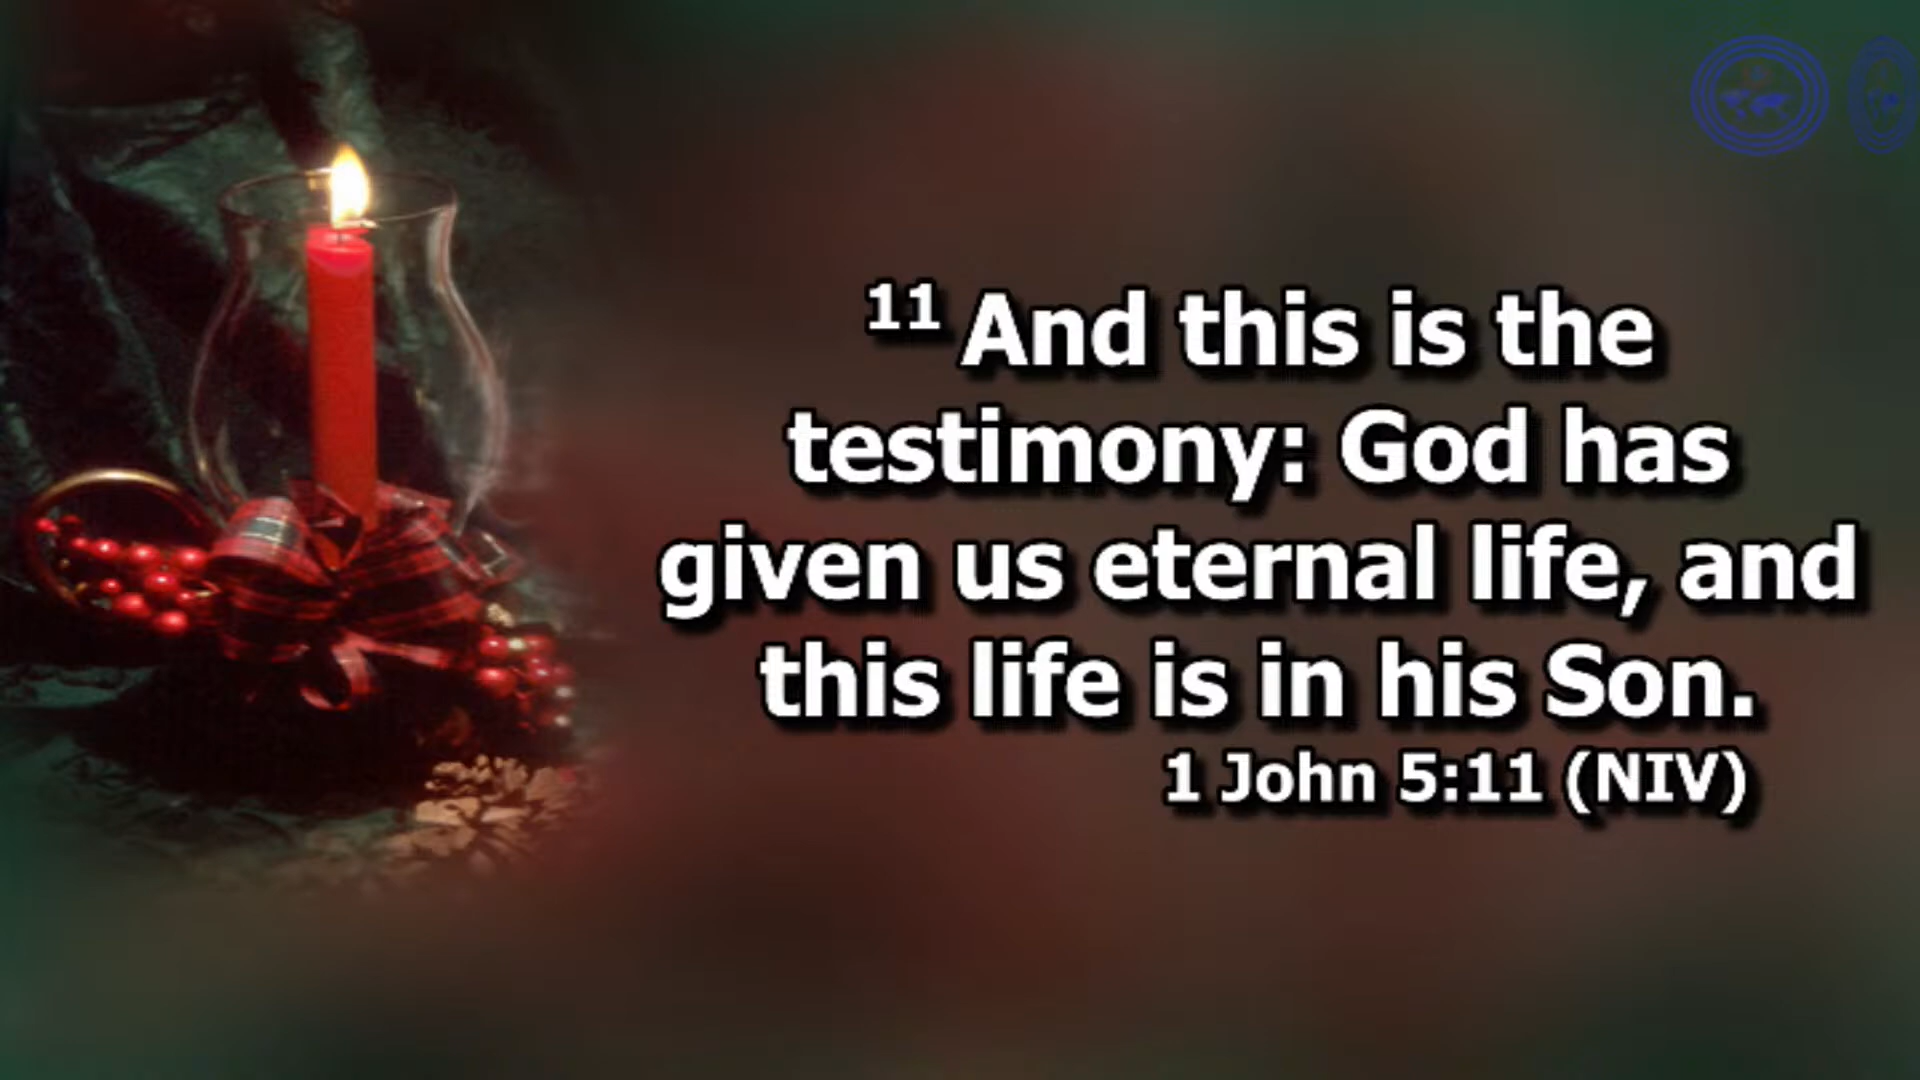 11 And this is the
testimony: God has
given us eternal life, and
this life is in his Son.
1 John 5:11 (NIV)